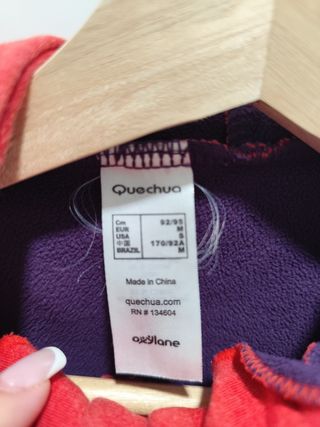 Quechua
Cm 92/95
EUR M
USA S
中国 170/92A
BRAZIL M
Made in China
quechua.com
RN # 134604
oxylane